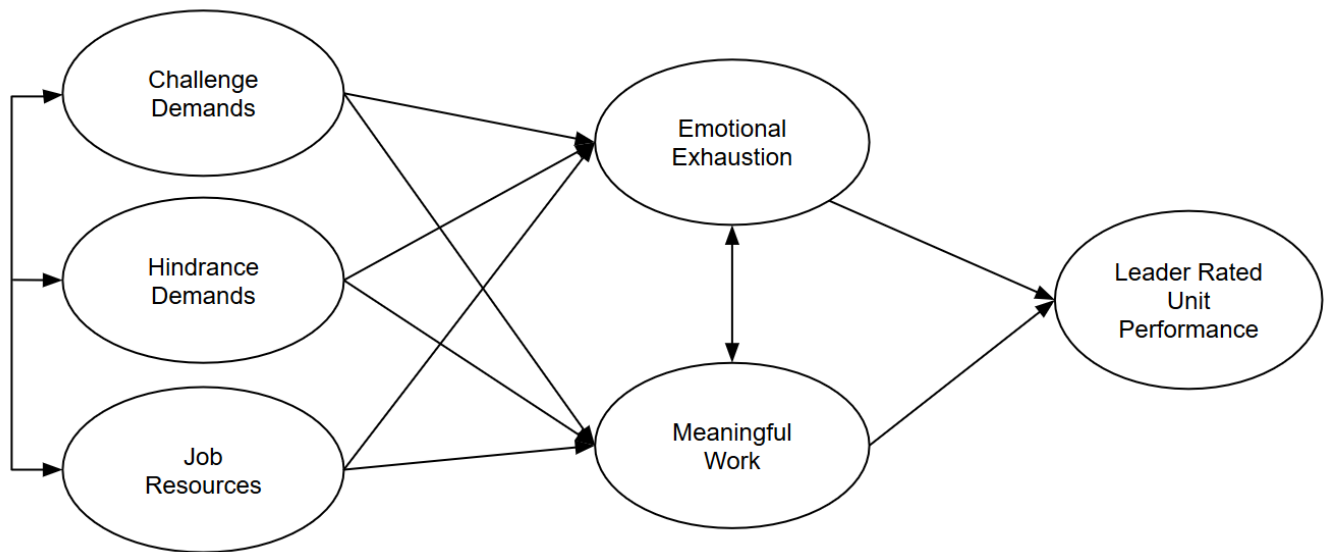 Challenge
Demands
Emotional
Exhaustion
Hindrance
Demands
Leader Rated
Unit
Performance
Job
Resources
Meaningful
Work